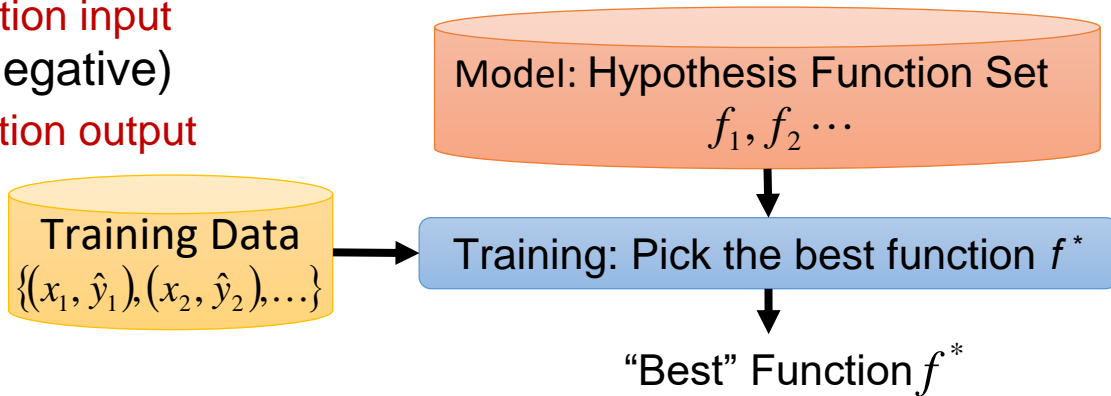 tion input
egative)
tion output
Model: Hypothesis Function Set
f₁, f₂ ⋯
Training Data
{(x₁, ŷ₁),(x₂, ŷ₂),…}
Training: Pick the best function f *
“Best” Function f *